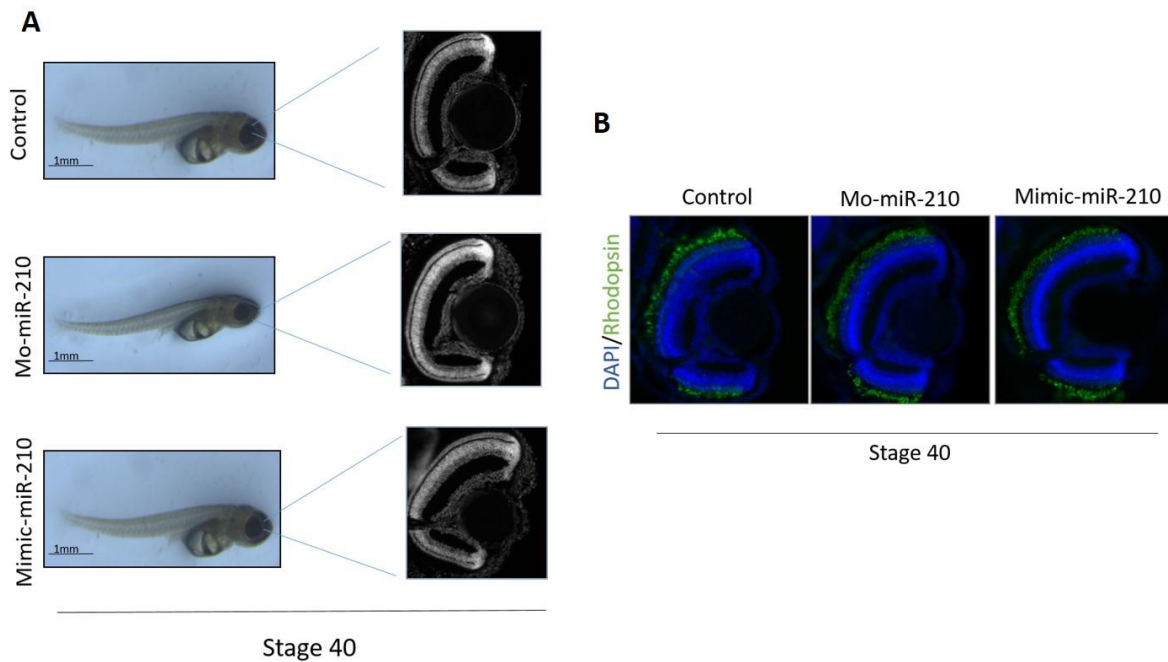 A
Control
1mm
Mo-miR-210
1mm
Mimic-miR-210
1mm
Stage 40
B
Control
Mo-miR-210
Mimic-miR-210
DAPI/Rhodopsin
Stage 40